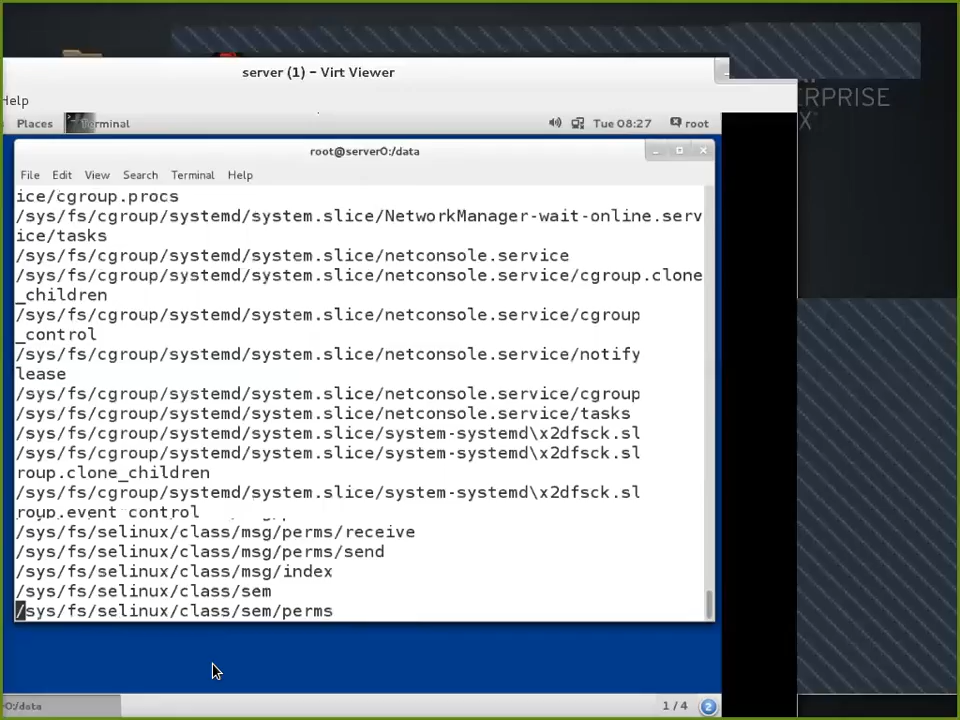 server (1) – Virt Viewer
Help
ERPRISE
X
Places Terminal Tue 08:27 root
root@server0:/data
File Edit View Search Terminal Help
ice/cgroup.procs
/sys/fs/cgroup/systemd/system.slice/NetworkManager-wait-online.serv
ice/tasks
/sys/fs/cgroup/systemd/system.slice/netconsole.service
/sys/fs/cgroup/systemd/system.slice/netconsole.service/cgroup.clone
_children
/sys/fs/cgroup/systemd/system.slice/netconsole.service/cgroup
_control
/sys/fs/cgroup/systemd/system.slice/netconsole.service/notify
lease
/sys/fs/cgroup/systemd/system.slice/netconsole.service/cgroup
/sys/fs/cgroup/systemd/system.slice/netconsole.service/tasks
/sys/fs/cgroup/systemd/system.slice/system-systemd\x2dfsck.sl
/sys/fs/cgroup/systemd/system.slice/system-systemd\x2dfsck.sl
roup.clone_children
/sys/fs/cgroup/systemd/system.slice/system-systemd\x2dfsck.sl
roup.event_control
/sys/fs/selinux/class/msg/perms/receive
/sys/fs/selinux/class/msg/perms/send
/sys/fs/selinux/class/msg/index
/sys/fs/selinux/class/sem
/sys/fs/selinux/class/sem/perms
0:/data 1 / 4 2